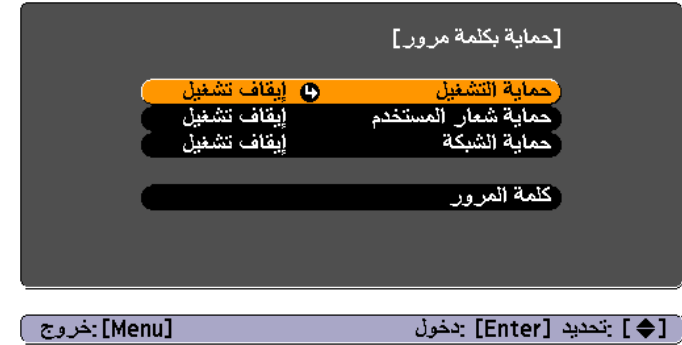 [حماية بكلمة مرور]
حماية التشغيل إيقاف تشغيل
حماية شعار المستخدم إيقاف تشغيل
حماية الشبكة إيقاف تشغيل
كلمة المرور
[◆] :تحديد [Enter] :دخول [Menu] :خروج